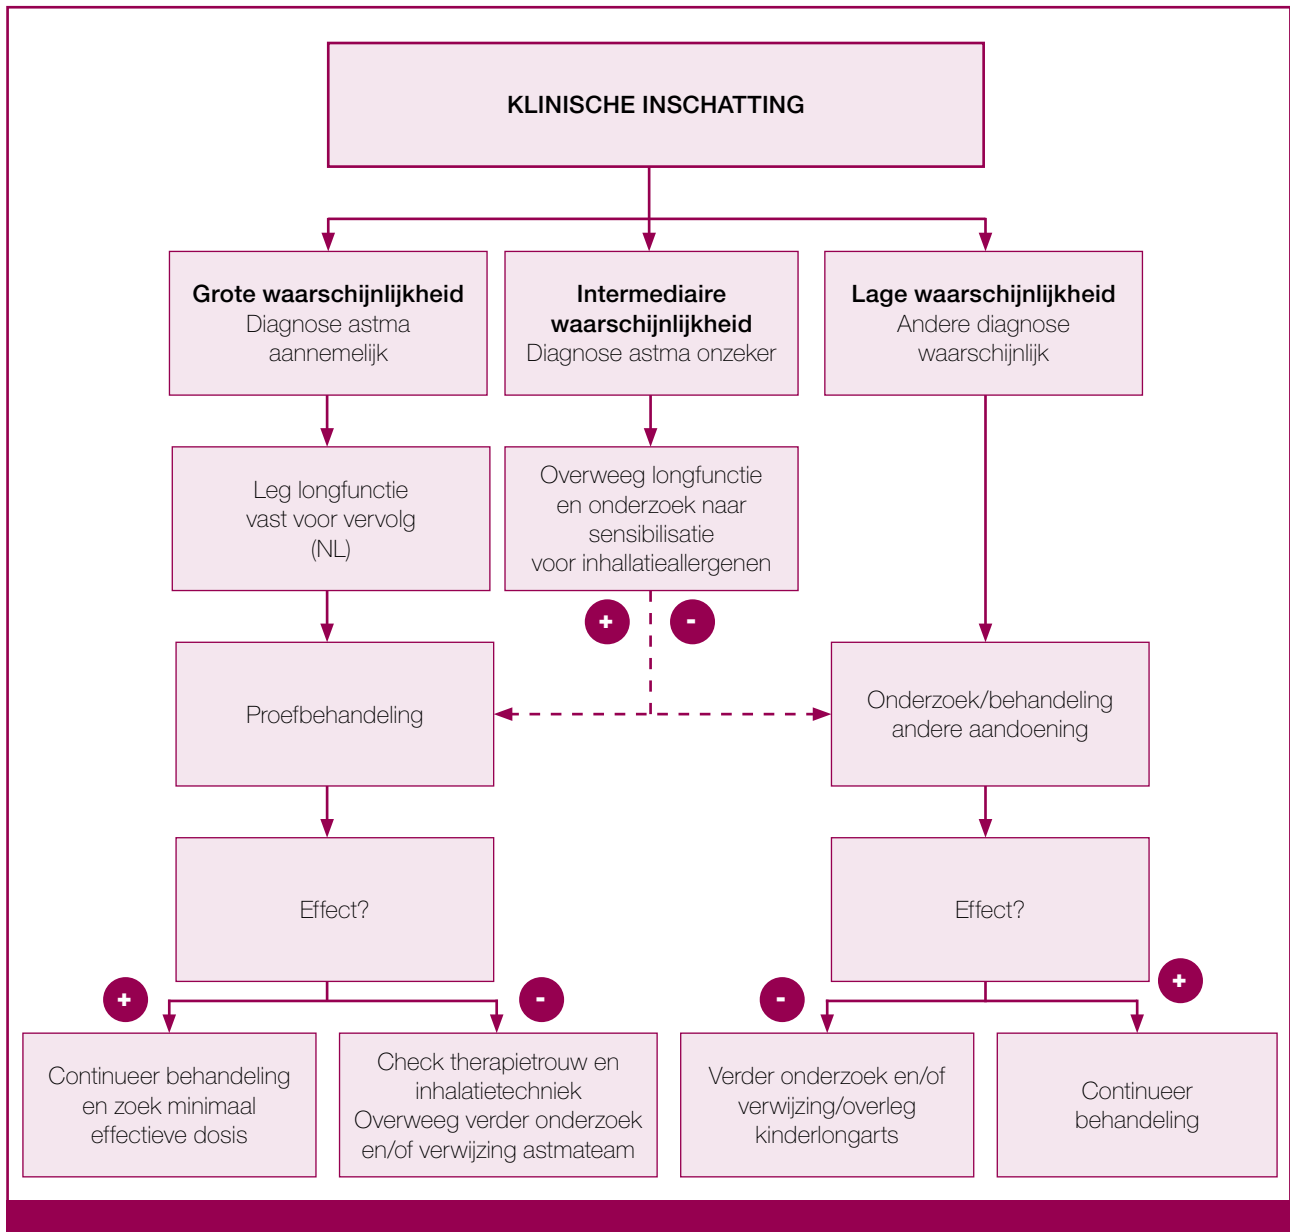 KLINISCHE INSCHATTING
Grote waarschijnlijkheid
Diagnose astma
aannemelijk
Intermediaire
waarschijnlijkheid
Diagnose astma onzeker
Lage waarschijnlijkheid
Andere diagnose
waarschijnlijk
Leg longfunctie
vast voor vervolg
(NL)
Overweeg longfunctie
en onderzoek naar
sensibilisatie
voor inhallatieallergenen
+ -
Proefbehandeling
Onderzoek/behandeling
andere aandoening
Effect?
Effect?
+ -
- +
Continueer behandeling
en zoek minimaal
effectieve dosis
Check therapietrouw en
inhalatietechniek
Overweeg verder onderzoek
en/of verwijzing astmateam
Verder onderzoek en/of
verwijzing/overleg
kinderlongarts
Continueer
behandeling